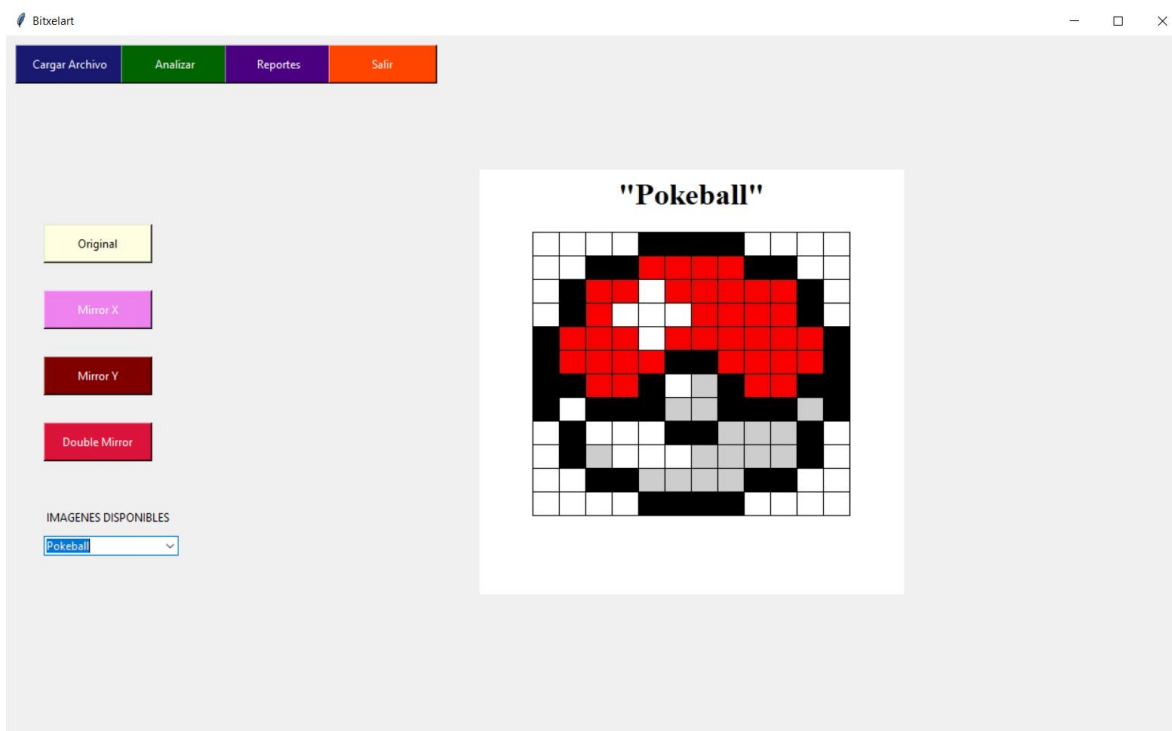 Bitxelart
Cargar Archivo Analizar Reportes Salir
"Pokeball"
Original
Mirror X
Mirror Y
Double Mirror
IMAGENES DISPONIBLES
Pokeball